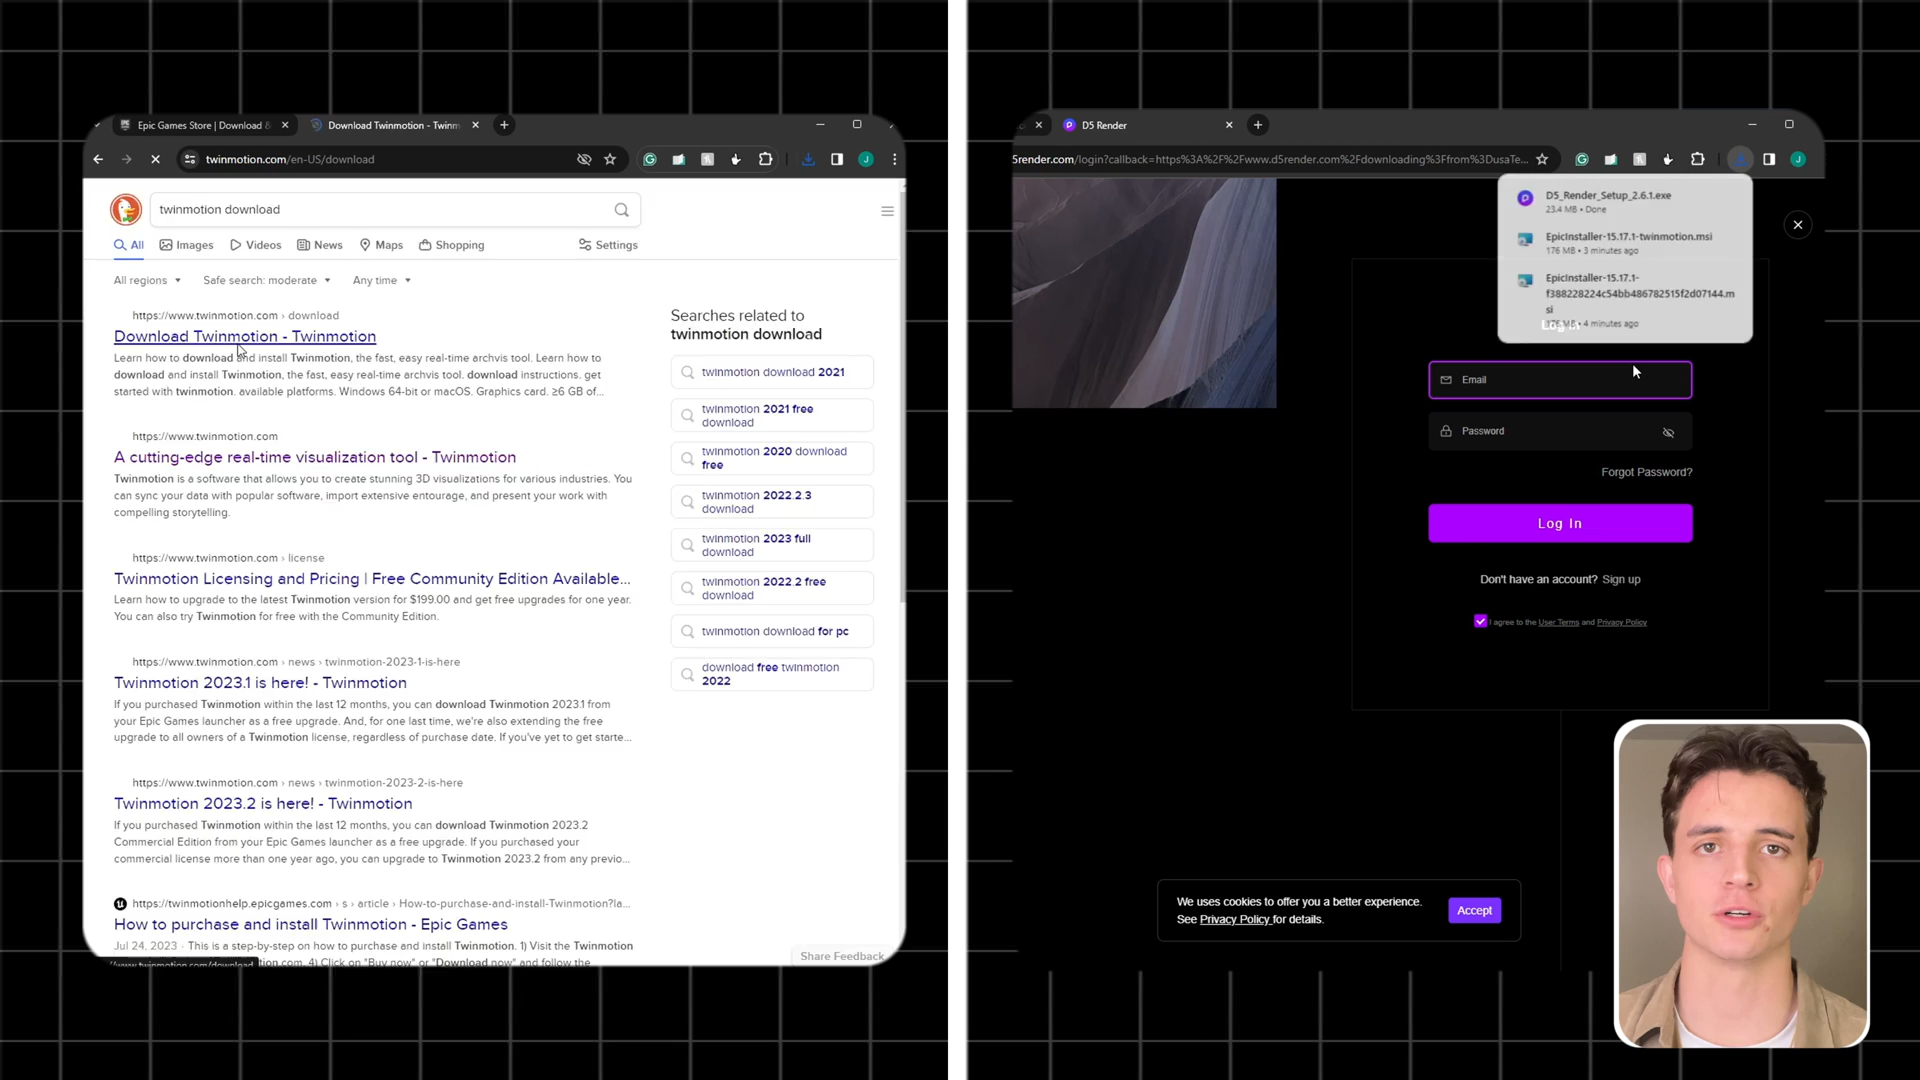 Epic Games Store | Download &
Download Twinmotion - Twinm
twinmotion.com/en-US/download
J
twinmotion download
All
Images
Videos
News
Maps
Shopping
Settings
All regions
Safe search: moderate
Any time
https://www.twinmotion.com › download
Download Twinmotion - Twinmotion
Learn how to download and install Twinmotion, the fast, easy real-time archvis tool. Learn how to
download and install Twinmotion, the fast, easy real-time archvis tool. download instructions. get
started with twinmotion. available platforms. Windows 64-bit or macOS. Graphics card. ≥6 GB of...
https://www.twinmotion.com
A cutting-edge real-time visualization tool - Twinmotion
Twinmotion is a software that allows you to create stunning 3D visualizations for various industries. You
can sync your data with popular software, import extensive entourage, and present your work with
compelling storytelling.
https://www.twinmotion.com › license
Twinmotion Licensing and Pricing | Free Community Edition Available...
Learn how to upgrade to the latest Twinmotion version for $199.00 and get free upgrades for one year.
You can also try Twinmotion for free with the Community Edition.
https://www.twinmotion.com › news › twinmotion-2023-1-is-here
Twinmotion 2023.1 is here! - Twinmotion
If you purchased Twinmotion within the last 12 months, you can download Twinmotion 2023.1 from
your Epic Games launcher as a free upgrade. And, for one last time, we're also extending the free
upgrade to all owners of a Twinmotion license, regardless of purchase date. If you've yet to get starte...
https://www.twinmotion.com › news › twinmotion-2023-2-is-here
Twinmotion 2023.2 is here! - Twinmotion
If you purchased Twinmotion within the last 12 months, you can download Twinmotion 2023.2
Commercial Edition from your Epic Games launcher as a free upgrade. If you purchased your
commercial license more than one year ago, you can upgrade to Twinmotion 2023.2 from any previo...
https://twinmotionhelp.epicgames.com › s › article › How-to-purchase-and-install-Twinmotion?la...
How to purchase and install Twinmotion - Epic Games
Jul 24, 2023 · This is a step-by-step on how to purchase and install Twinmotion. 1) Visit the Twinmotion
tion.com. 4) Click on "Buy now" or "Download now" and follow the
Searches related to
twinmotion download
twinmotion download 2021
twinmotion 2021 free
download
twinmotion 2020 download
free
twinmotion 2022.2 3
download
twinmotion 2023 full
download
twinmotion 2022.2 free
download
twinmotion download for pc
download free twinmotion
2022
Share Feedback
D5 Render
5render.com/login?callback=https%3A%2F%2Fwww.d5render.com%2Fdownloading%3Ffrom%3DusaTe...
J
D5_Render_Setup_2.6.1.exe
23.4 MB • Done
EpicInstaller-15.17.1-twinmotion.msi
176 MB • 3 minutes ago
EpicInstaller-15.17.1-
f388228224c54bb486782515f2d07144.m
si
176 MB • 4 minutes ago
Log In
Email
Password
Forgot Password?
Log In
Don't have an account? Sign up
I agree to the User Terms and Privacy Policy
We uses cookies to offer you a better experience.
See Privacy Policy for details.
Accept